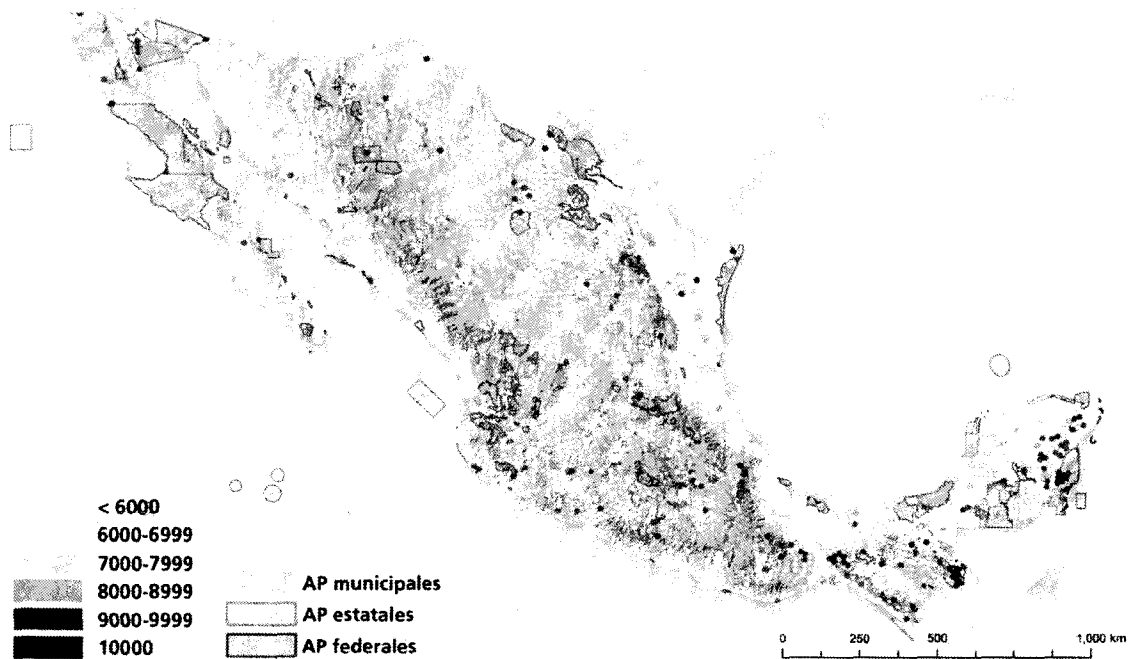 < 6000
6000-6999
7000-7999
8000-8999
9000-9999
10000
AP municipales
AP estatales
AP federales
0 250 500 1,000 km